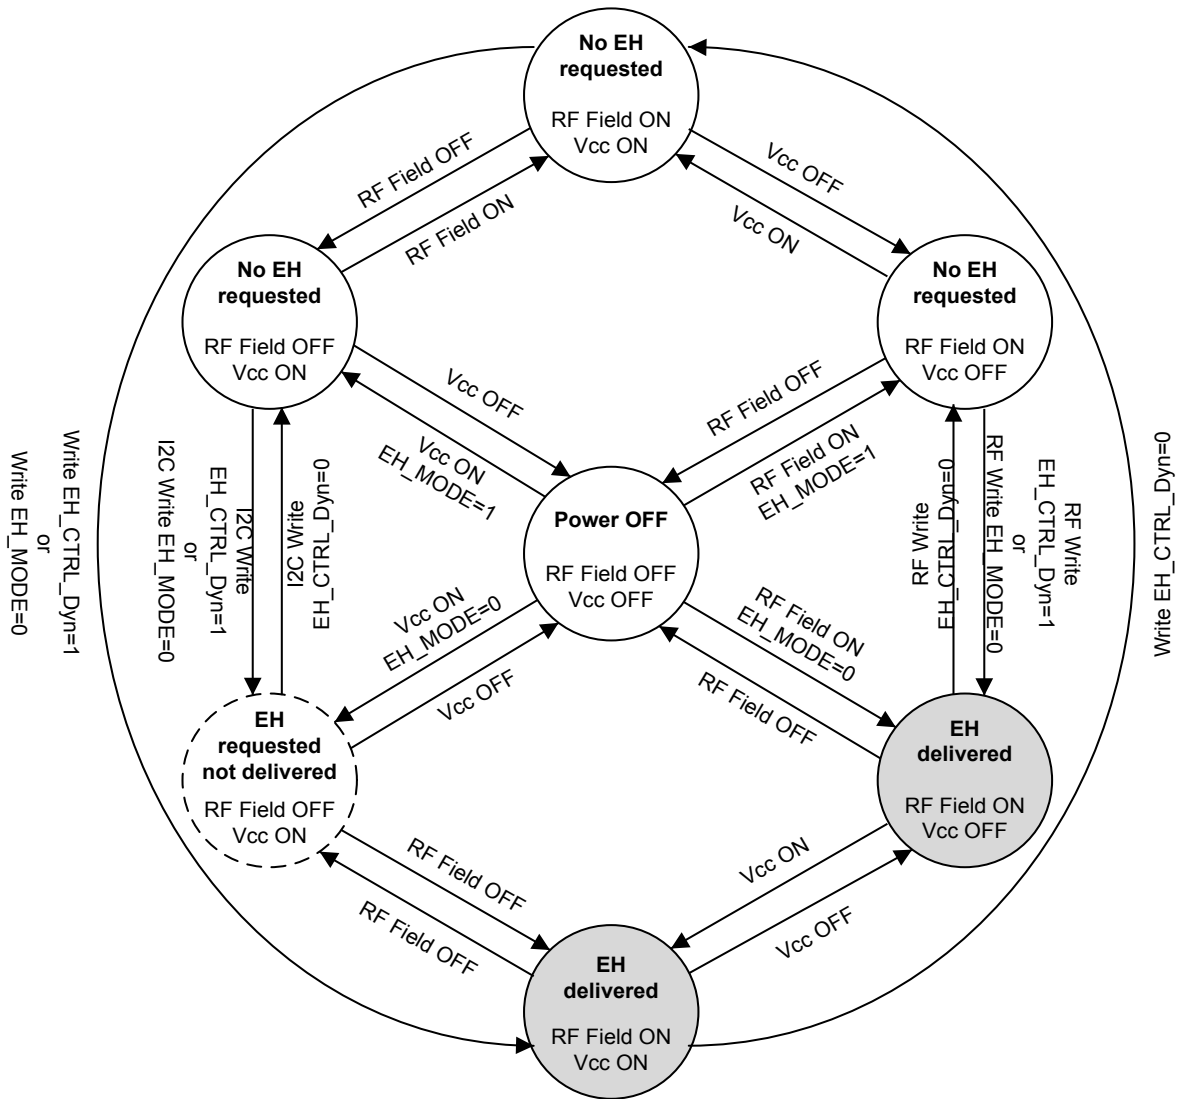 No EH
requested
RF Field ON
Vcc ON
RF Field OFF
RF Field ON
Vcc OFF
Vcc ON
No EH
requested
RF Field OFF
Vcc ON
No EH
requested
RF Field ON
Vcc OFF
Vcc OFF
Vcc ON
EH_MODE=1
RF Field OFF
RF Field ON
EH_MODE=1
Write EH_CTRL_Dyn=1
or
Write EH_MODE=0
I2C Write
EH_CTRL_Dyn=1
or
I2C Write EH_MODE=0
I2C Write
EH_CTRL_Dyn=0
Power OFF
RF Field OFF
Vcc OFF
RF Write
EH_CTRL_Dyn=0
RF Write
EH_CTRL_Dyn=1
or
RF Write EH_MODE=0
Write EH_CTRL_Dyn=0
Vcc ON
EH_MODE=0
Vcc OFF
RF Field ON
EH_MODE=0
RF Field OFF
EH
requested
not delivered
RF Field OFF
Vcc ON
EH
delivered
RF Field ON
Vcc OFF
RF Field OFF
RF Field OFF
Vcc ON
Vcc OFF
EH
delivered
RF Field ON
Vcc ON